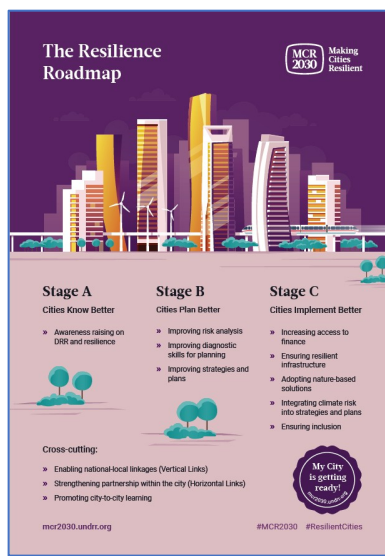 The Resilience
Roadmap
MCR
2030
Making
Cities
Resilient
Stage A
Cities Know Better
» Awareness raising on
DRR and resilience
Stage B
Cities Plan Better
» Improving risk analysis
» Improving diagnostic
skills for planning
» Improving strategies and
plans
Stage C
Cities Implement Better
» Increasing access to
finance
» Ensuring resilient
infrastructure
» Adopting nature-based
solutions
» Integrating climate risk
into strategies and plans
» Ensuring inclusion
Cross-cutting:
» Enabling national-local linkages (Vertical Links)
» Strengthening partnership within the city (Horizontal Links)
» Promoting city-to-city learning
My City
is getting
ready!
mcr2030.undrr.org
mcr2030.undrr.org
#MCR2030 #ResilientCities